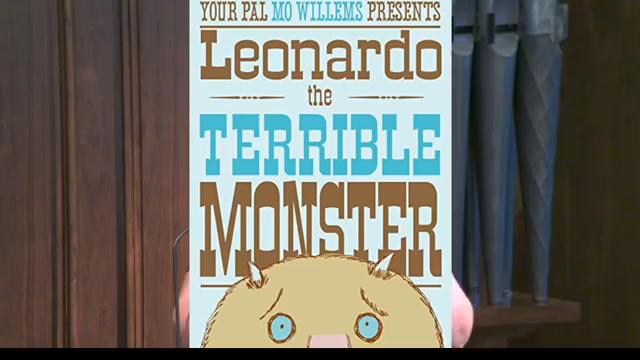 YOUR PAL MO WILLEMS PRESENTS
Leonardo
the
TERRIBLE
MONSTER